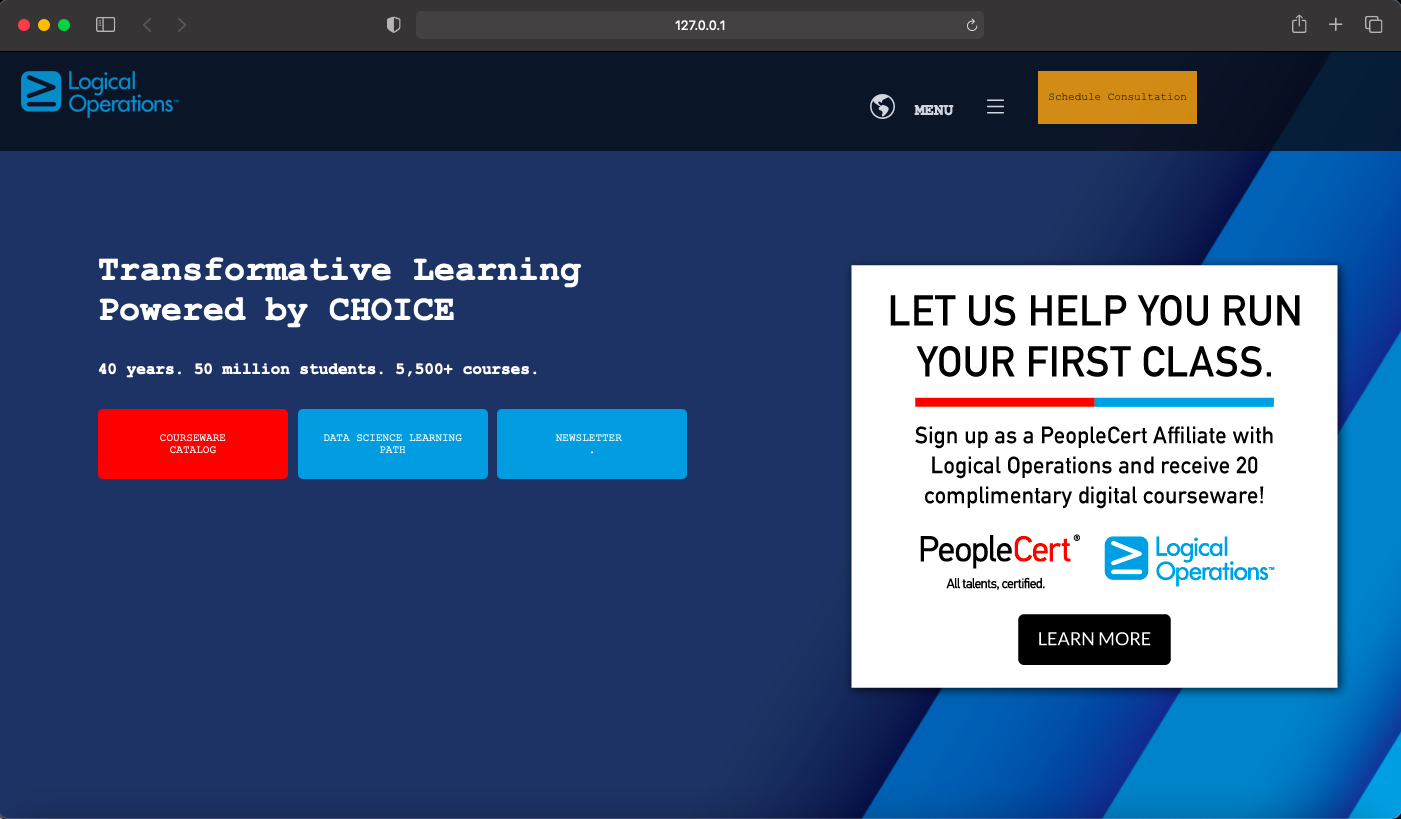 127.0.0.1
Logical
Operations™
MENU
Schedule Consultation
Transformative Learning
Powered by CHOICE
40 years. 50 million students. 5,500+ courses.
COURSEWARE
CATALOG
DATA SCIENCE LEARNING
PATH
NEWSLETTER
.
LET US HELP YOU RUN
YOUR FIRST CLASS.
Sign up as a PeopleCert Affiliate with
Logical Operations and receive 20
complimentary digital courseware!
PeopleCert®
All talents, certified.
Logical
Operations™
LEARN MORE